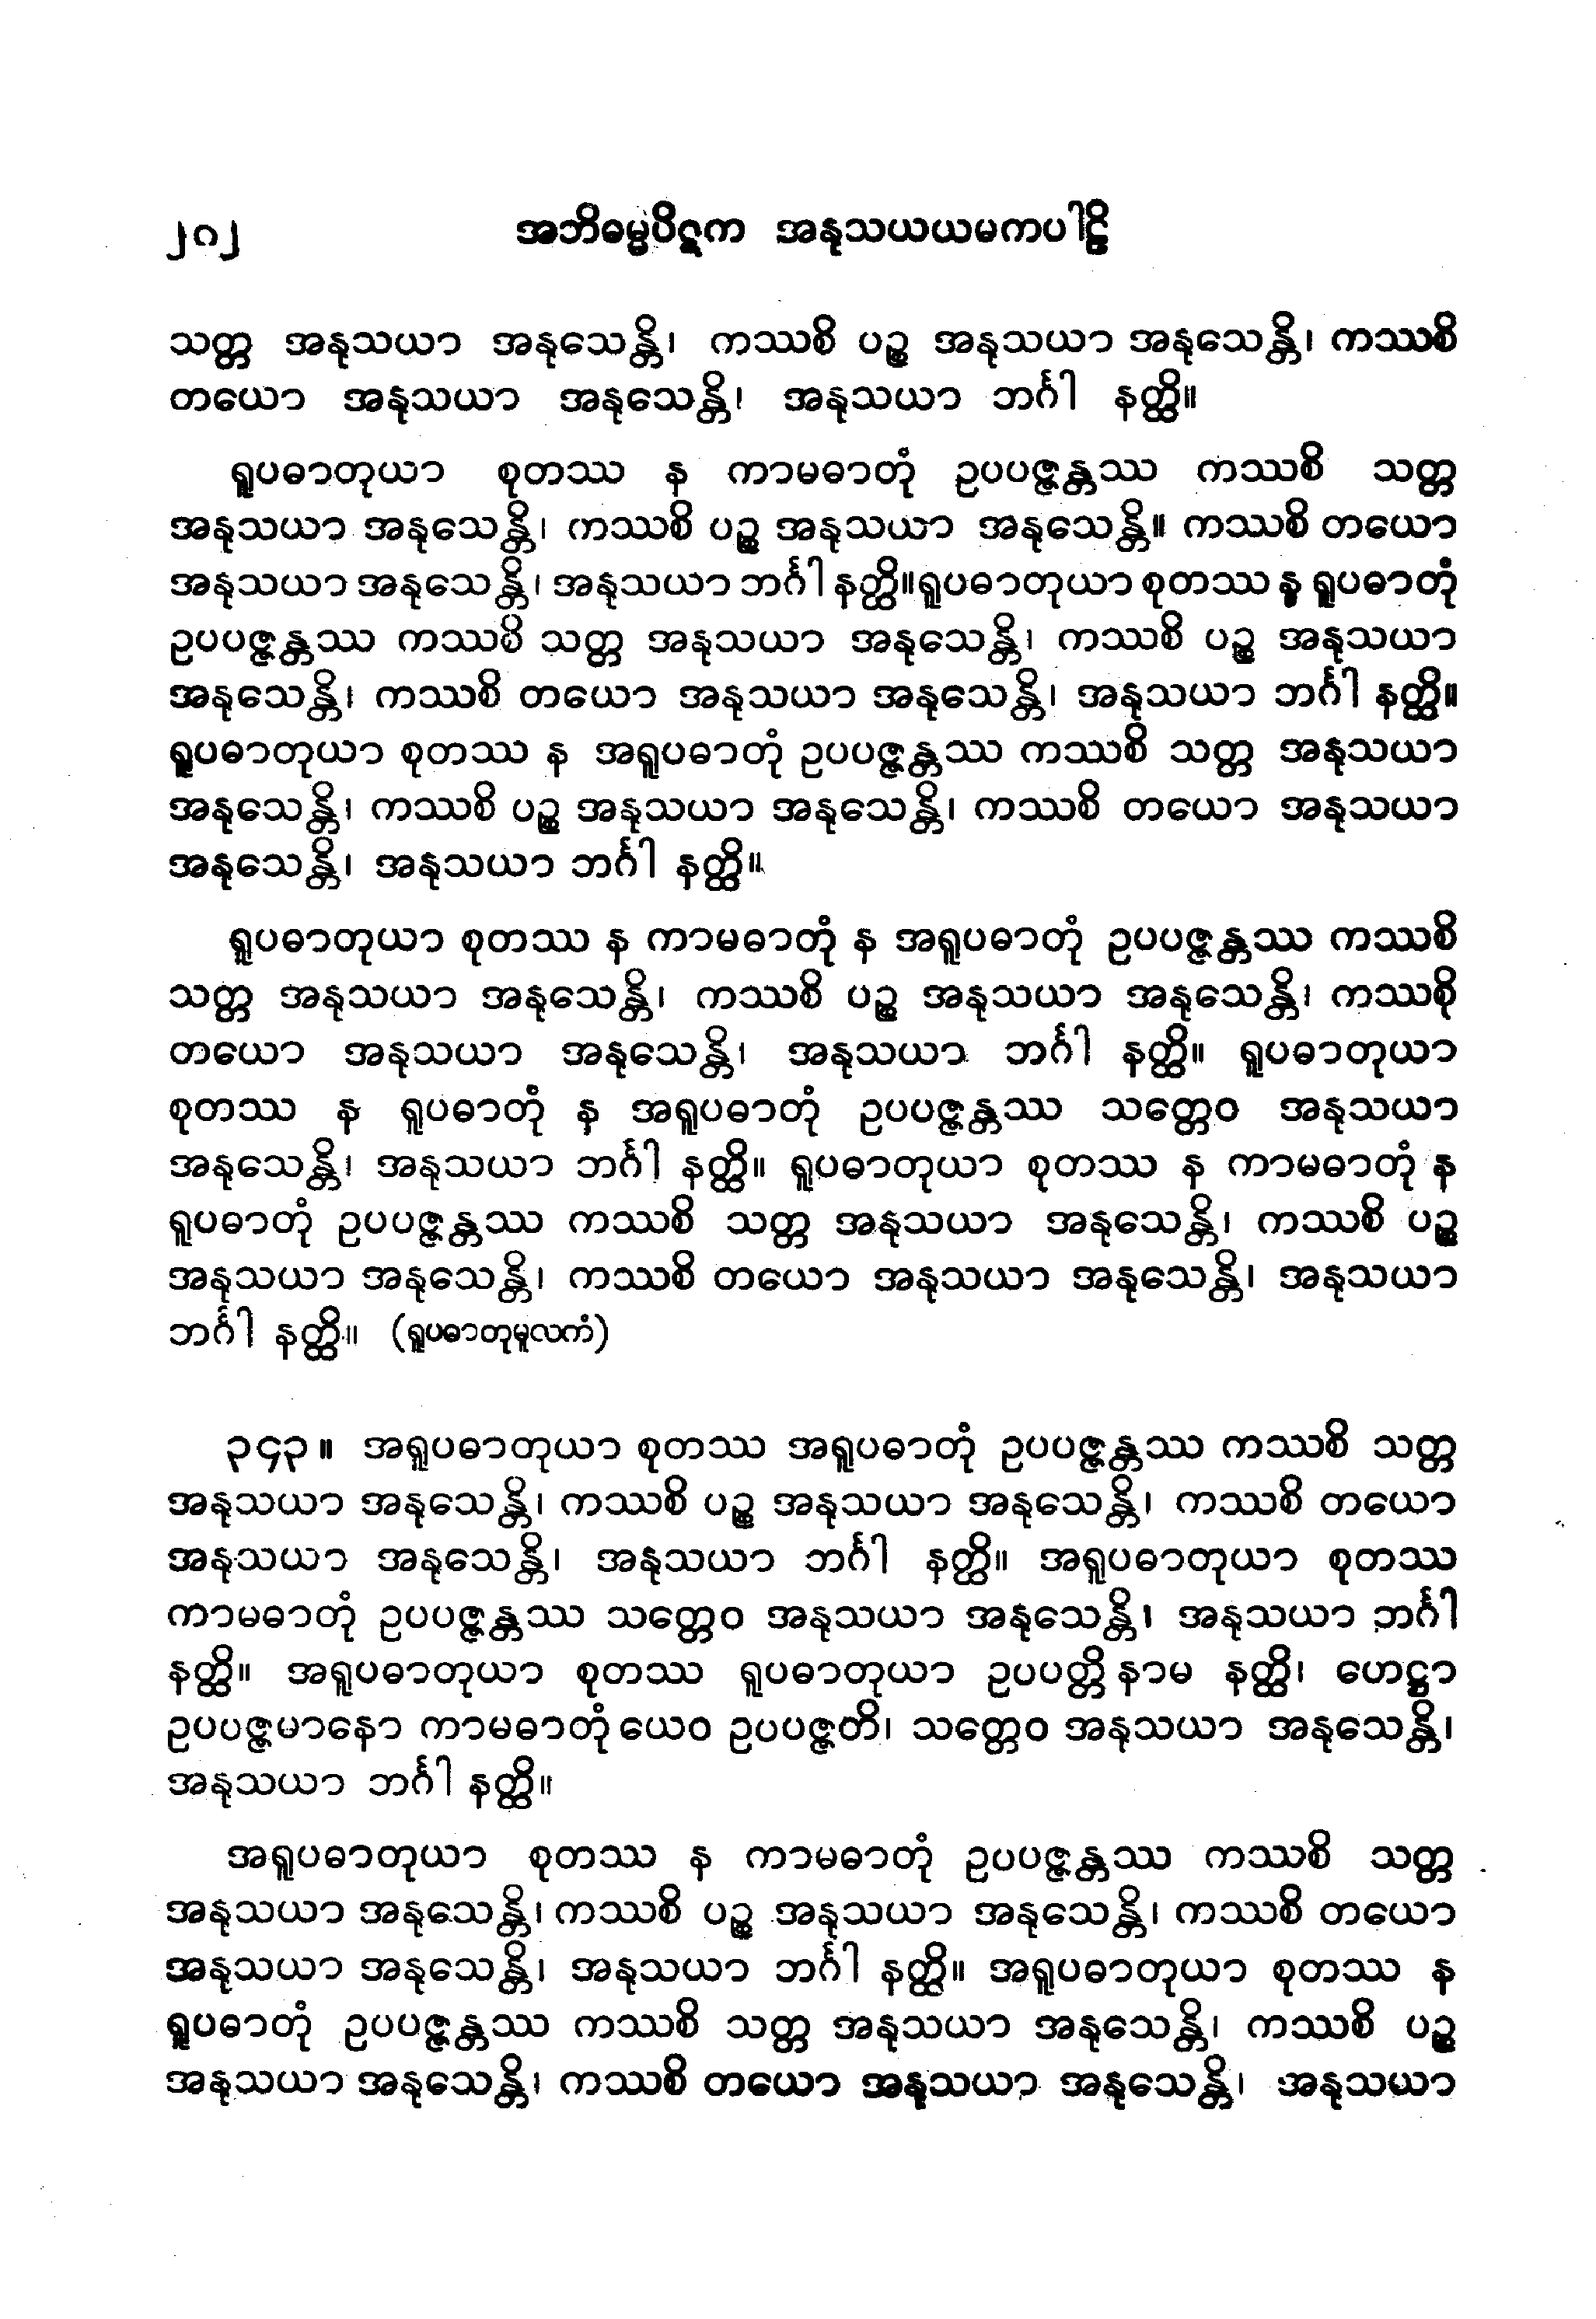 ၂၀၂ အဘိဓမ္မပိဋက အနုသယယမကပါဠိ
သတ္တ အနုသယာ အနုသေန္တိ၊ ကဿစိ ပဉ္စ အနုသယာ အနုသေန္တိ၊ ကဿစိ
တယော အနုသယာ အနုသေန္တိ၊ အနုသယာ ဘင်္ဂါ နတ္ထိ။
ရူပဓာတုယာ စုတဿ န ကာမဓာတုံ ဥပပဇ္ဇန္တဿ ကဿစိ သတ္တ
အနုသယာ အနုသေန္တိ၊ ကဿစိ ပဉ္စ အနုသယာ အနုသေန္တိ။ ကဿစိ တယော
အနုသယာ အနုသေန္တိ၊ အနုသယာ ဘင်္ဂါ နတ္ထိ။ရူပဓာတုယာ စုတဿ န ရူပဓာတုံ
ဥပပဇ္ဇန္တဿ ကဿစိ သတ္တ အနုသယာ အနုသေန္တိ၊ ကဿစိ ပဉ္စ အနုသယာ
အနုသေန္တိ၊ ကဿစိ တယော အနုသယာ အနုသေန္တိ၊ အနုသယာ ဘင်္ဂါ နတ္ထိ။
ရူပဓာတုယာ စုတဿ န အရူပဓာတုံ ဥပပဇ္ဇန္တဿ ကဿစိ သတ္တ အနုသယာ
အနုသေန္တိ၊ ကဿစိ ပဉ္စ အနုသယာ အနုသေန္တိ၊ ကဿစိ တယော အနုသယာ
အနုသေန္တိ၊ အနုသယာ ဘင်္ဂါ နတ္ထိ။
ရူပဓာတုယာ စုတဿ န ကာမဓာတုံ န အရူပဓာတုံ ဥပပဇ္ဇန္တဿ ကဿစိ
သတ္တ အနုသယာ အနုသေန္တိ၊ ကဿစိ ပဉ္စ အနုသယာ အနုသေန္တိ၊ ကဿစိ
တယော အနုသယာ အနုသေန္တိ၊ အနုသယာ ဘင်္ဂါ နတ္ထိ။ ရူပဓာတုယာ
စုတဿ န ရူပဓာတုံ န အရူပဓာတုံ ဥပပဇ္ဇန္တဿ သတ္တေဝ အနုသယာ
အနုသေန္တိ၊ အနုသယာ ဘင်္ဂါ နတ္ထိ။ ရူပဓာတုယာ စုတဿ န ကာမဓာတုံ န
ရူပဓာတုံ ဥပပဇ္ဇန္တဿ ကဿစိ သတ္တ အနုသယာ အနုသေန္တိ၊ ကဿစိ ပဉ္စ
အနုသယာ အနုသေန္တိ၊ ကဿစိ တယော အနုသယာ အနုသေန္တိ၊ အနုသယာ
ဘင်္ဂါ နတ္ထိ။ (ရူပဓာတုမူလကံ)
၃၄၃။ အရူပဓာတုယာ စုတဿ အရူပဓာတုံ ဥပပဇ္ဇန္တဿ ကဿစိ သတ္တ
အနုသယာ အနုသေန္တိ၊ ကဿစိ ပဉ္စ အနုသယာ အနုသေန္တိ၊ ကဿစိ တယော
အနုသယာ အနုသေန္တိ၊ အနုသယာ ဘင်္ဂါ နတ္ထိ။ အရူပဓာတုယာ စုတဿ
ကာမဓာတုံ ဥပပဇ္ဇန္တဿ သတ္တေဝ အနုသယာ အနုသေန္တိ၊ အနုသယာ ဘင်္ဂါ
နတ္ထိ။ အရူပဓာတုယာ စုတဿ ရူပဓာတုယာ ဥပပတ္တိ နာမ နတ္ထိ၊ ဟေဋ္ဌာ
ဥပပဇ္ဇမာနော ကာမဓာတုံ ယေဝ ဥပပဇ္ဇတိ၊ သတ္တေဝ အနုသယာ အနုသေန္တိ၊
အနုသယာ ဘင်္ဂါ နတ္ထိ။
အရူပဓာတုယာ စုတဿ န ကာမဓာတုံ ဥပပဇ္ဇန္တဿ ကဿစိ သတ္တ
အနုသယာ အနုသေန္တိ၊ ကဿစိ ပဉ္စ အနုသယာ အနုသေန္တိ၊ ကဿစိ တယော
အနုသယာ အနုသေန္တိ၊ အနုသယာ ဘင်္ဂါ နတ္ထိ။ အရူပဓာတုယာ စုတဿ န
ရူပဓာတုံ ဥပပဇ္ဇန္တဿ ကဿစိ သတ္တ အနုသယာ အနုသေန္တိ၊ ကဿစိ ပဉ္စ
အနုသယာ အနုသေန္တိ၊ ကဿစိ တယော အနုသယာ အနုသေန္တိ၊ အနုသယာ